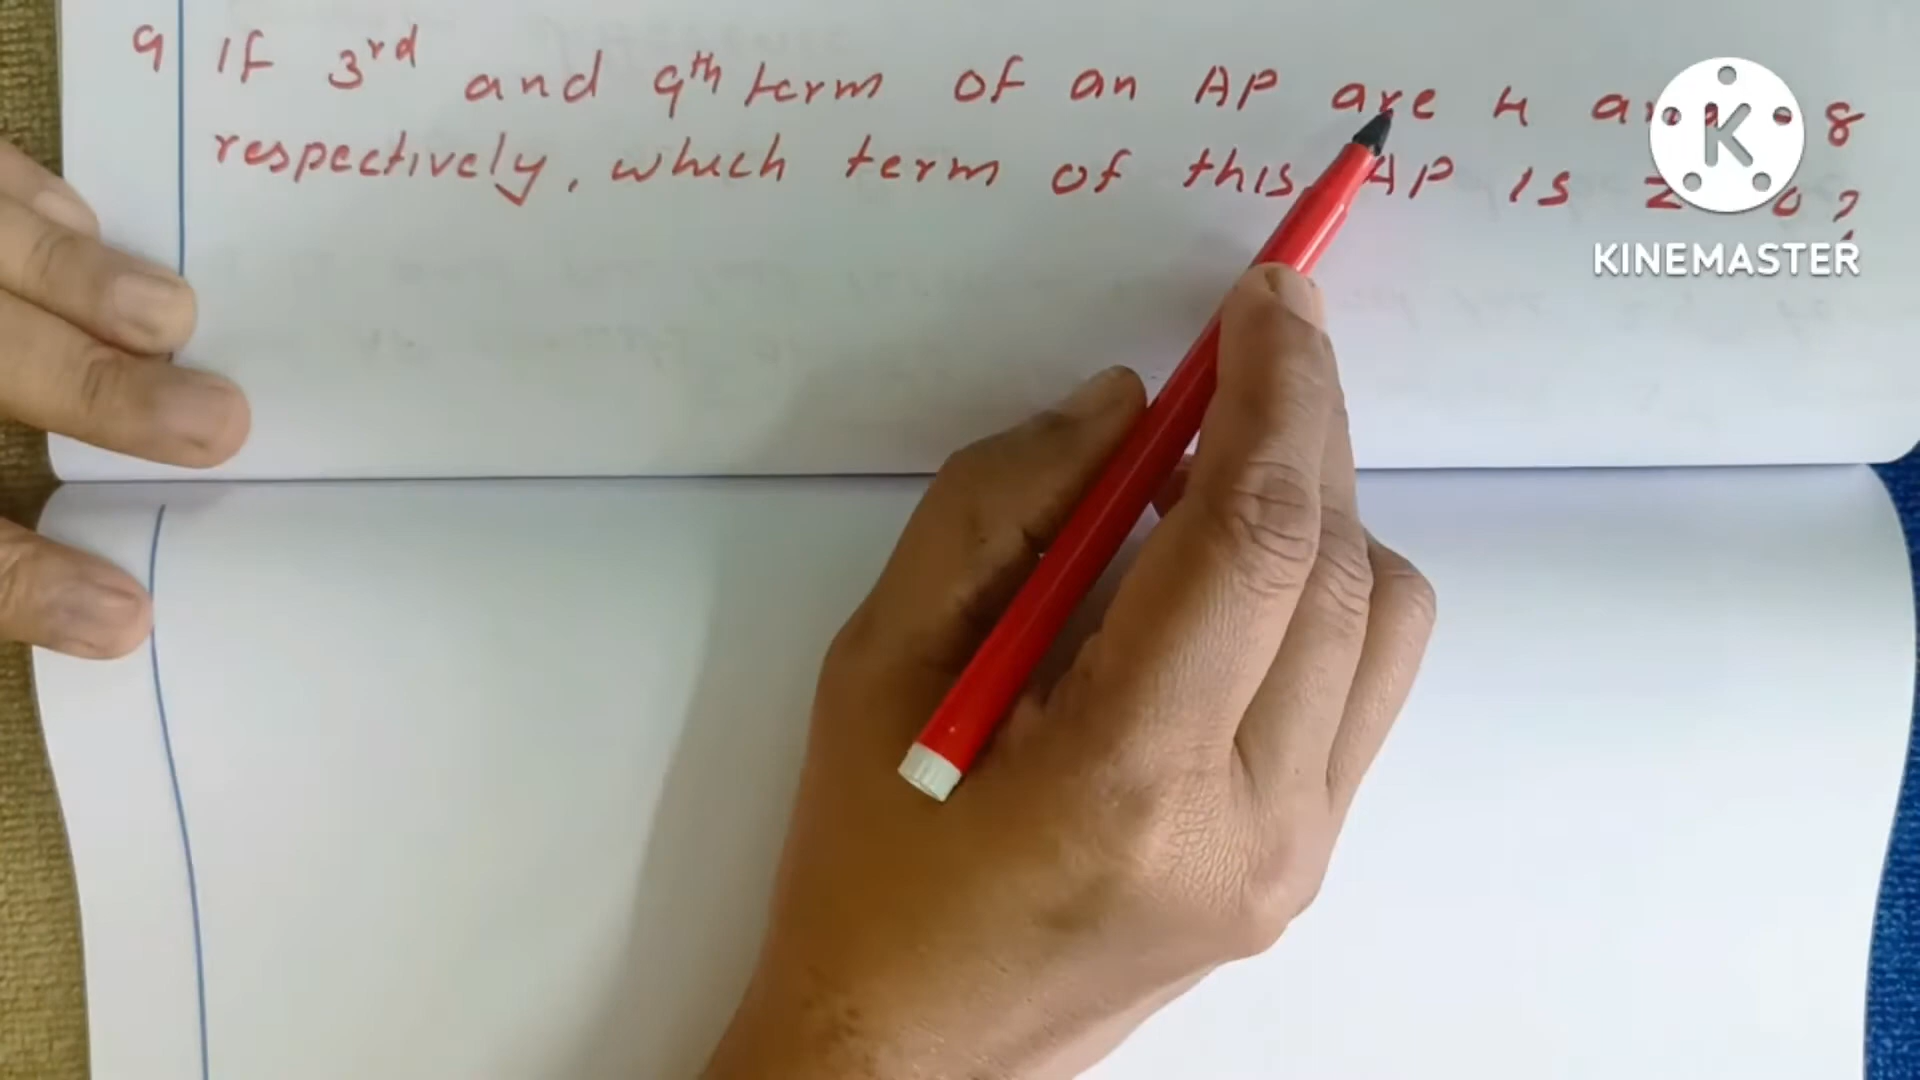 9 If 3rd and 9th term of an AP are 4 and -8
respectively, which term of this AP is zero?
KINEMASTER